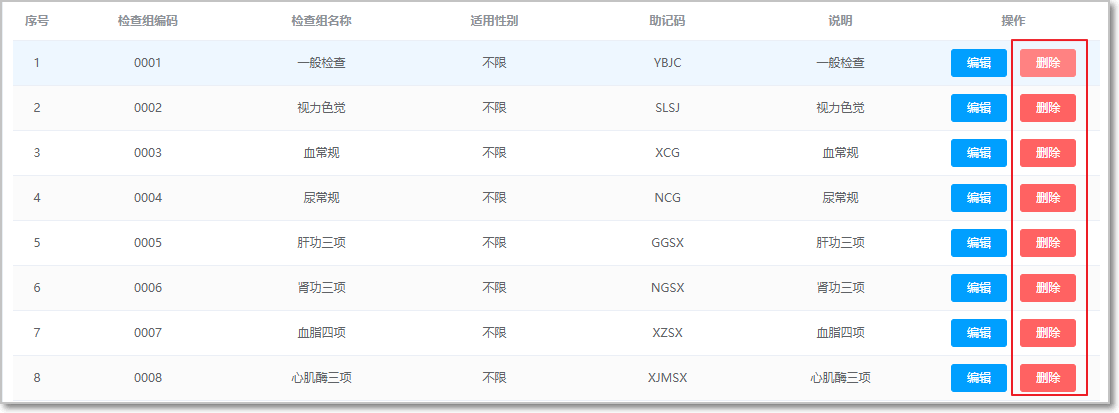 序号 检查组编码 检查组名称 适用性别 助记码 说明 操作
1 0001 一般检查 不限 YBJC 一般检查 编辑 删除
2 0002 视力色觉 不限 SLSJ 视力色觉 编辑 删除
3 0003 血常规 不限 XCG 血常规 编辑 删除
4 0004 尿常规 不限 NCG 尿常规 编辑 删除
5 0005 肝功三项 不限 GGSX 肝功三项 编辑 删除
6 0006 肾功三项 不限 NGSX 肾功三项 编辑 删除
7 0007 血脂四项 不限 XZSX 血脂四项 编辑 删除
8 0008 心肌酶三项 不限 XJMSX 心肌酶三项 编辑 删除